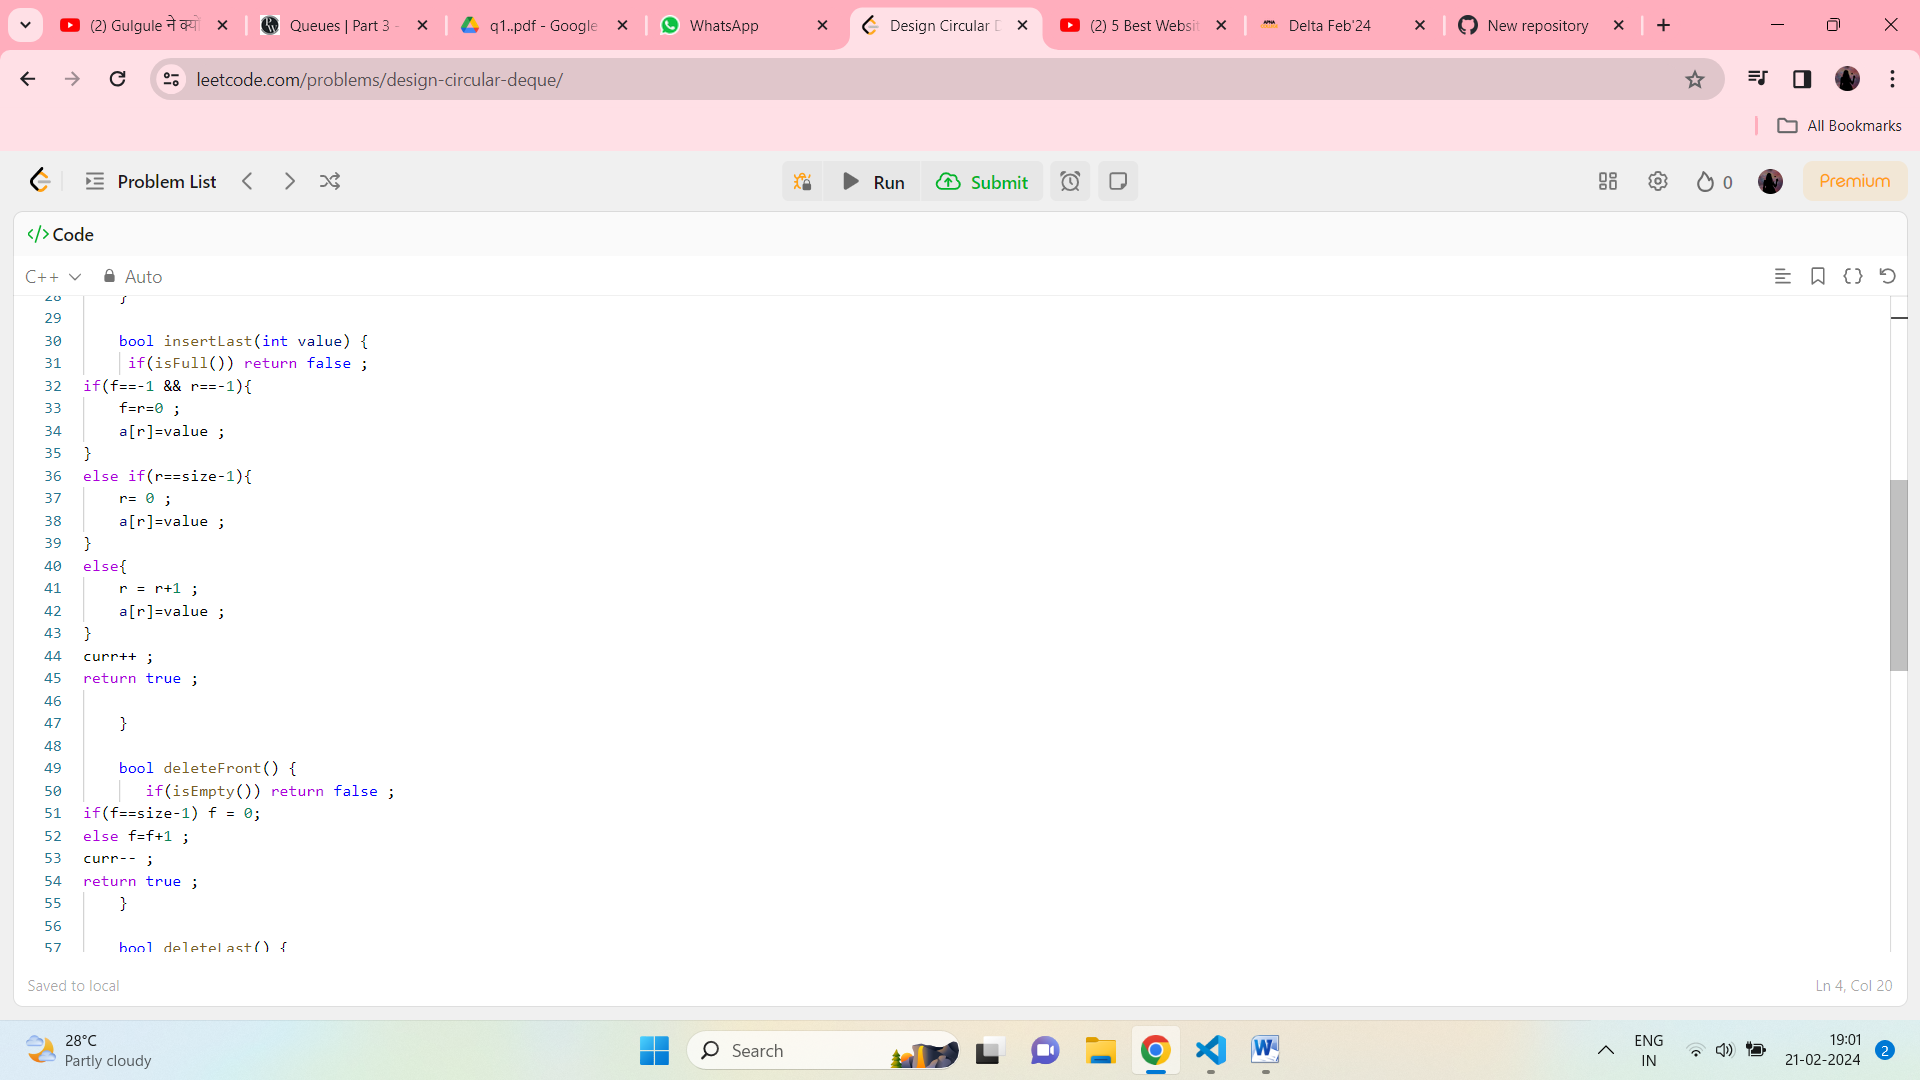 (2) Gulgule ने क्यों
Queues | Part 3 -
q1..pdf - Google
WhatsApp
Design Circular D
(2) 5 Best Websit
Delta Feb'24
New repository
leetcode.com/problems/design-circular-deque/
All Bookmarks
Problem List
Run
Submit
0
Premium
</> Code
C++
Auto
28 }
29
30 bool insertLast(int value) {
31 if(isFull()) return false ;
32 if(f==-1 && r==-1){
33 f=r=0 ;
34 a[r]=value ;
35 }
36 else if(r==size-1){
37 r= 0 ;
38 a[r]=value ;
39 }
40 else{
41 r = r+1 ;
42 a[r]=value ;
43 }
44 curr++ ;
45 return true ;
46
47 }
48
49 bool deleteFront() {
50 if(isEmpty()) return false ;
51 if(f==size-1) f = 0;
52 else f=f+1 ;
53 curr-- ;
54 return true ;
55 }
56
57 bool deleteLast() {
Saved to local
Ln 4, Col 20
28°C
Partly cloudy
Search
ENG
IN
19:01
21-02-2024
2